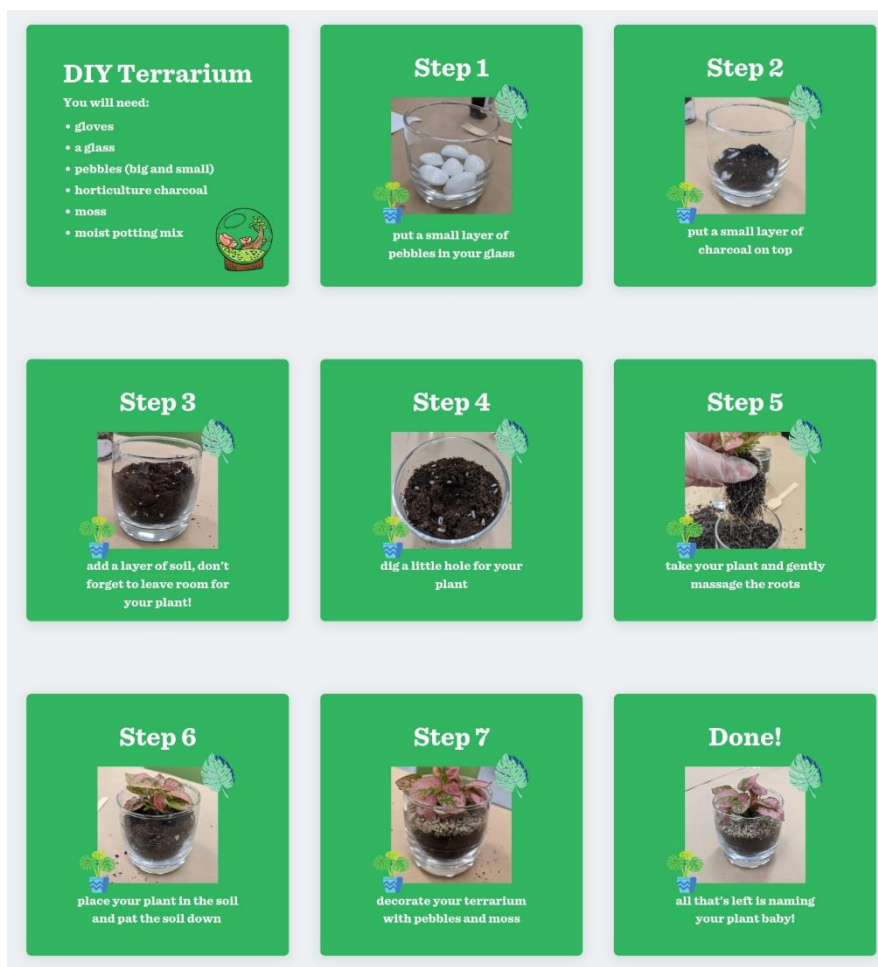 DIY Terrarium
You will need:
• gloves
• a glass
• pebbles (big and small)
• horticulture charcoal
• moss
• moist potting mix
Step 1
put a small layer of
pebbles in your glass
Step 2
put a small layer of
charcoal on top
Step 3
add a layer of soil, don't
forget to leave room for
your plant!
Step 4
dig a little hole for your
plant
Step 5
take your plant and gently
massage the roots
Step 6
place your plant in the soil
and pat the soil down
Step 7
decorate your terrarium
with pebbles and moss
Done!
all that's left is naming
your plant baby!